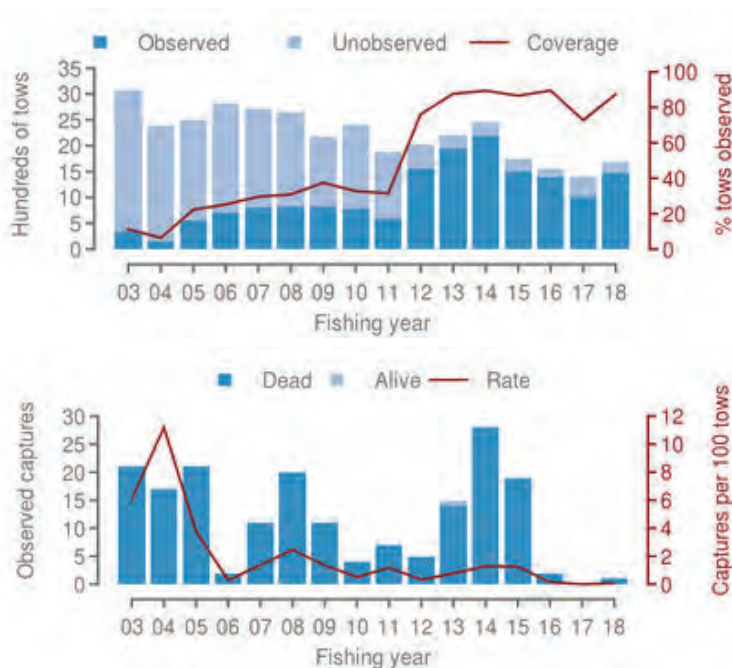 Observed Unobserved Coverage
35
30
25
20
15
10
5
0
Hundreds of tows
100
80
60
40
20
0
% tows observed
03 04 05 06 07 08 09 10 11 12 13 14 15 16 17 18
Fishing year
Dead Alive Rate
30
25
20
15
10
5
0
Observed captures
12
10
8
6
4
2
0
Captures per 100 tows
03 04 05 06 07 08 09 10 11 12 13 14 15 16 17 18
Fishing year